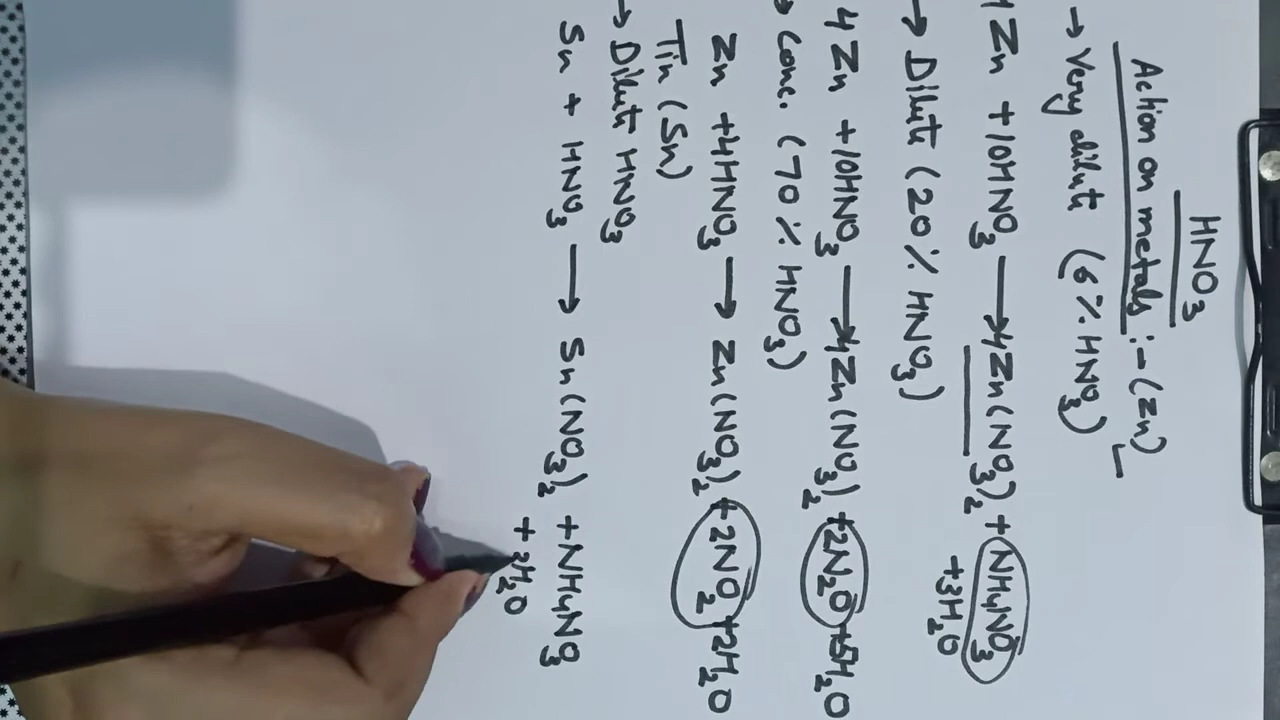 HNO₃
Action on metals :- (Zn)
→ Very dilute (6% HNO₃)
4Zn + 10HNO₃ → 4Zn(NO₃)₂ + NH₄NO₃
+3H₂O
→ Dilute (20% HNO₃)
4Zn + 10HNO₃ → 4Zn(NO₃)₂ + 2N₂O + 5H₂O
→ Conc. (70% HNO₃)
Zn + 4HNO₃ → Zn(NO₃)₂ + 2NO₂ + 2H₂O
Tin (Sn)
→ Dilute HNO₃
Sn + HNO₃ → Sn(NO₃)₂ + NH₄NO₃
+ 2H₂O